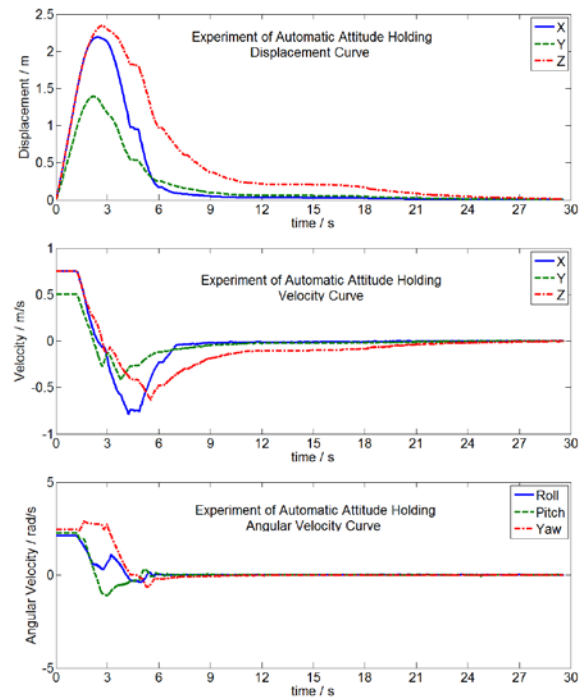 2.5
2
1.5
1
0.5
0
Displacement / m
Experiment of Automatic Attitude Holding
Displacement Curve
X
Y
Z
0 3 6 9 12 15 18 21 24 27 30
time / s
1
0.5
0
-0.5
-1
Velocity / m/s
Experiment of Automatic Attitude Holding
Velocity Curve
X
Y
Z
0 3 6 9 12 15 18 21 24 27 30
time / s
5
0
-5
Angular Velocity / rad/s
Experiment of Automatic Attitude Holding
Angular Velocity Curve
Roll
Pitch
Yaw
0 3 6 9 12 15 18 21 24 27 30
time / s